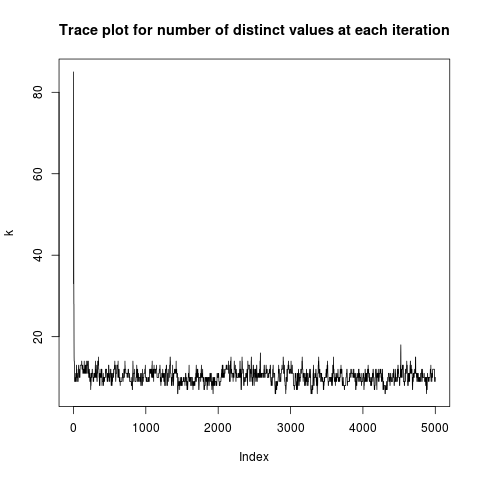 Trace plot for number of distinct values at each iteration
80
60
40
20
k
0 1000 2000 3000 4000 5000
Index